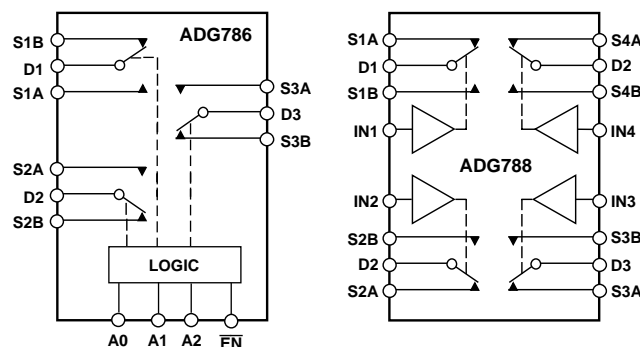 S1B
D1
S1A
ADG786
S3A
D3
S3B
S2A
D2
S2B
LOGIC
A0 A1 A2 EN
S1A
D1
S1B
IN1
S4A
D2
S4B
IN4
ADG788
IN2
S2B
D2
S2A
IN3
S3B
D3
S3A